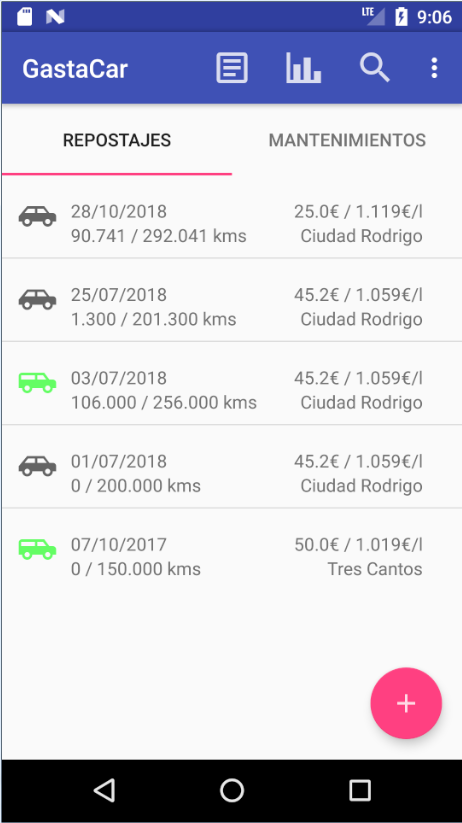 LTE 9:06
GastaCar
REPOSTAJES MANTENIMIENTOS
28/10/2018 25.0€ / 1.119€/l
90.741 / 292.041 kms Ciudad Rodrigo
25/07/2018 45.2€ / 1.059€/l
1.300 / 201.300 kms Ciudad Rodrigo
03/07/2018 45.2€ / 1.059€/l
106.000 / 256.000 kms Ciudad Rodrigo
01/07/2018 45.2€ / 1.059€/l
0 / 200.000 kms Ciudad Rodrigo
07/10/2017 50.0€ / 1.019€/l
0 / 150.000 kms Tres Cantos